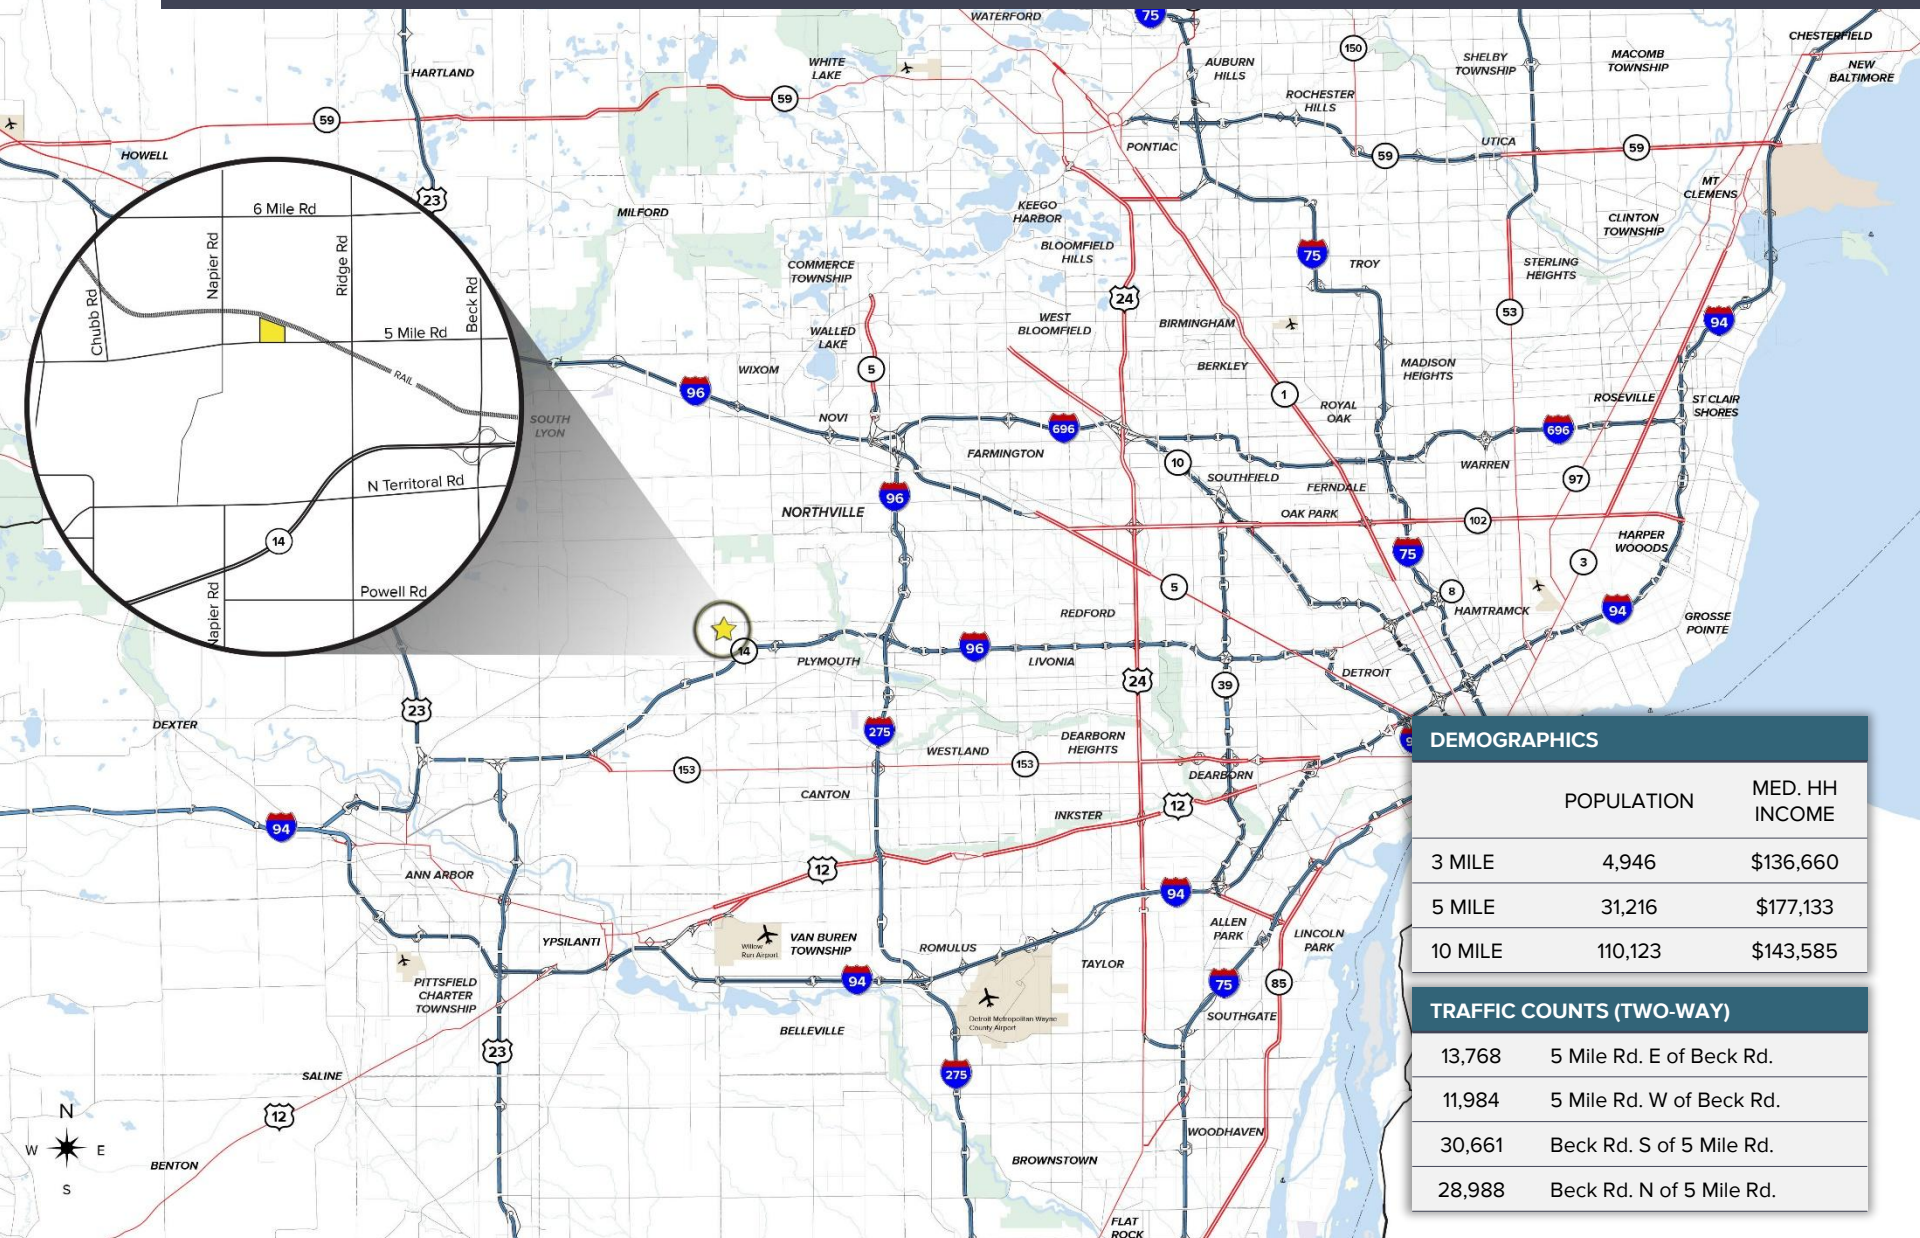 75
WATERFORD
CHESTERFIELD
150
HARTLAND
WHITE
LAKE
AUBURN
HILLS
SHELBY
TOWNSHIP
MACOMB
TOWNSHIP
NEW
BALTIMORE
59
59
ROCHESTER
HILLS
HOWELL
PONTIAC
59
UTICA
59
23
MILFORD
KEEGO
HARBOR
MT
CLEMENS
CLINTON
TOWNSHIP
BLOOMFIELD
HILLS
75
TROY
COMMERCE
TOWNSHIP
STERLING
HEIGHTS
24
53
WEST
BLOOMFIELD
BIRMINGHAM
94
WALLED
LAKE
5
WIXOM
BERKLEY
MADISON
HEIGHTS
96
1
ROYAL
OAK
ROSEVILLE
ST CLAIR
SHORES
NOVI
696
696
SOUTH
LYON
FARMINGTON
10
SOUTHFIELD
WARREN
97
FERNDALE
96
NORTHVILLE
OAK PARK
102
HARPER
WOODS
75
3
5
8
HAMTRAMCK
REDFORD
94
GROSSE
POINTE
14
PLYMOUTH
96
LIVONIA
DETROIT
24
39
23
DEXTER
275
WESTLAND
DEARBORN
HEIGHTS
153
153
DEARBORN
CANTON
12
INKSTER
94
12
ANN ARBOR
94
YPSILANTI
Willow
Run Airport
VAN BUREN
TOWNSHIP
ROMULUS
ALLEN
PARK
LINCOLN
PARK
TAYLOR
94
75
85
PITTSFIELD
CHARTER
TOWNSHIP
Detroit Metropolitan Wayne
County Airport
SOUTHGATE
BELLEVILLE
23
275
SALINE
12
WOODHAVEN
BENTON
BROWNSTOWN
FLAT
ROCK
N
W E
S
6 Mile Rd
Napier Rd
Ridge Rd
Beck Rd
Chubb Rd
5 Mile Rd
RAIL
N Territoral Rd
14
Powell Rd
Napier Rd
DEMOGRAPHICS
POPULATION MED. HH
INCOME
3 MILE 4,946 $136,660
5 MILE 31,216 $177,133
10 MILE 110,123 $143,585
TRAFFIC COUNTS (TWO-WAY)
13,768 5 Mile Rd. E of Beck Rd.
11,984 5 Mile Rd. W of Beck Rd.
30,661 Beck Rd. S of 5 Mile Rd.
28,988 Beck Rd. N of 5 Mile Rd.